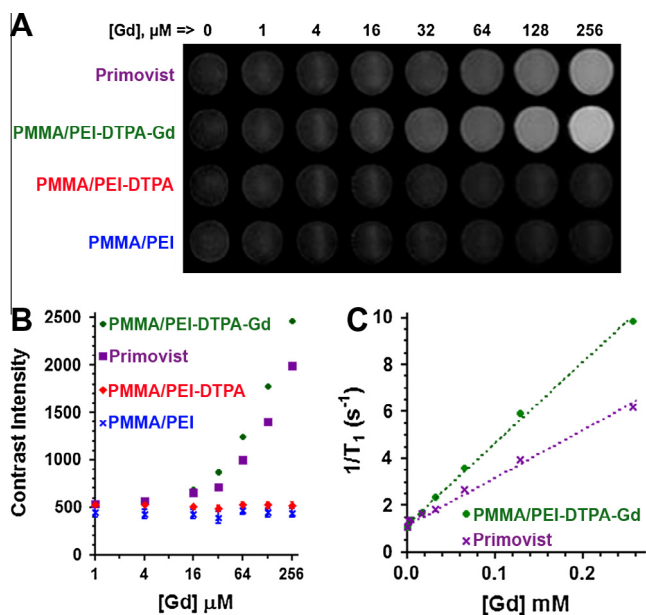 A
[Gd], µM => 0 1 4 16 32 64 128 256
Primovist
PMMA/PEI-DTPA-Gd
PMMA/PEI-DTPA
PMMA/PEI
B
2500
2000
1500
1000
500
0
Contrast Intensity
PMMA/PEI-DTPA-Gd
Primovist
PMMA/PEI-DTPA
PMMA/PEI
1 4 16 64 256
[Gd] µM
C
10
8
6
4
2
0
1/T1 (s-1)
PMMA/PEI-DTPA-Gd
Primovist
0.0 0.1 0.2
[Gd] mM